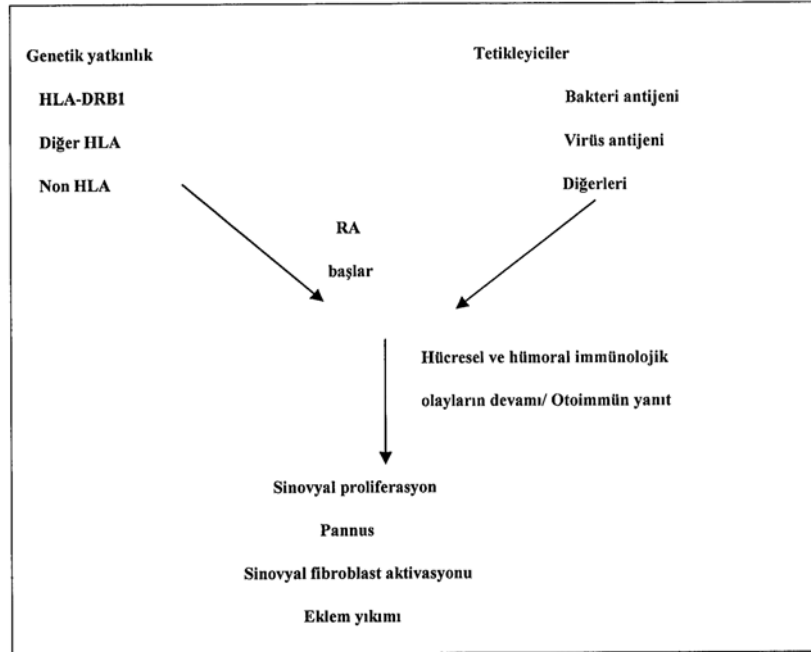 Genetik yatkınlık
HLA-DRB1
Diğer HLA
Non HLA
Tetikleyiciler
Bakteri antijeni
Virüs antijeni
Diğerleri
RA
başlar
Hücresel ve hümoral immünolojik
olayların devamı/ Otoimmün yanıt
Sinovyal proliferasyon
Pannus
Sinovyal fibroblast aktivasyonu
Eklem yıkımı